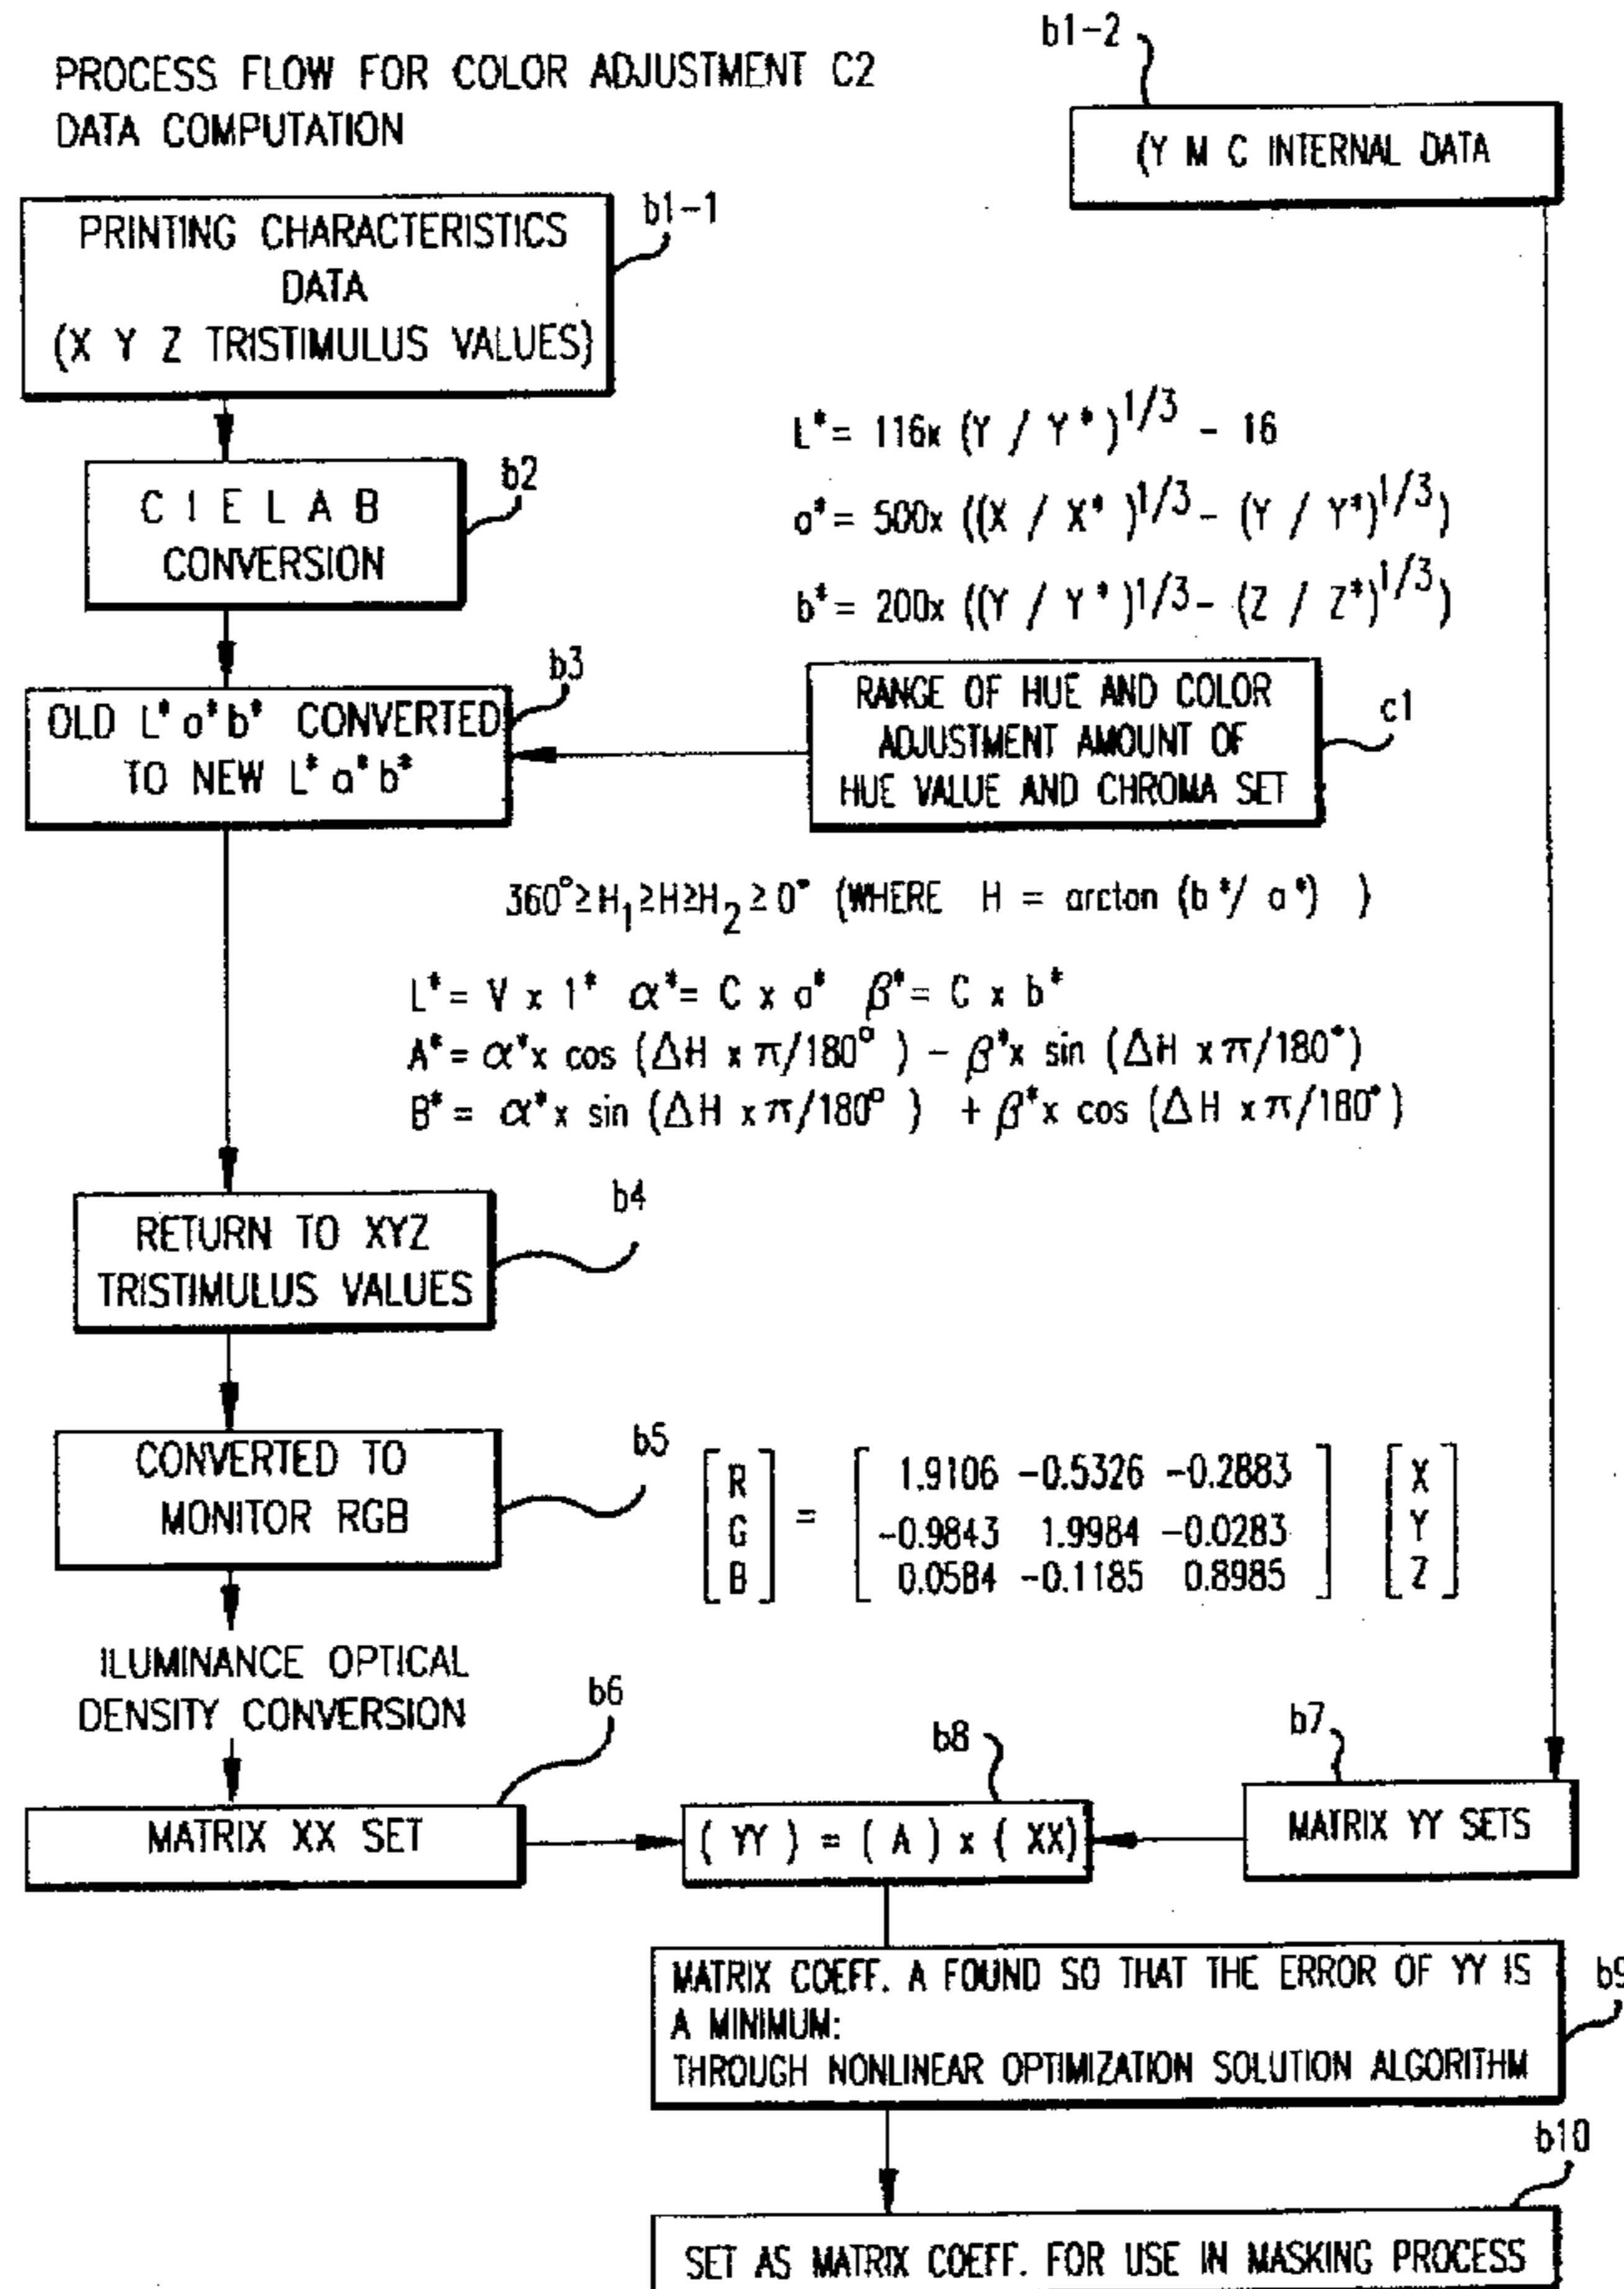 PROCESS FLOW FOR COLOR ADJUSTMENT C2
DATA COMPUTATION
b1-2
(Y M C INTERNAL DATA
b1-1
PRINTING CHARACTERISTICS
DATA
(X Y Z TRISTIMULUS VALUES)
L* = 116x (Y / Y*)^1/3 - 16
a* = 500x ((X / X*)^1/3 - (Y / Y*)^1/3)
b* = 200x ((Y / Y*)^1/3 - (Z / Z*)^1/3)
b2
C I E L A B
CONVERSION
b3
OLD L* a* b* CONVERTED
TO NEW L* a* b*
c1
RANGE OF HUE AND COLOR
ADJUSTMENT AMOUNT OF
HUE VALUE AND CHROMA SET
360° ≥ H1 ≥ H ≥ H2 ≥ 0° (WHERE H = arctan (b*/ a*) )
L* = V x 1* α* = C x a* β* = C x b*
A* = α* x cos (ΔH x π/180°) - β* x sin (ΔH x π/180°)
B* = α* x sin (ΔH x π/180°) + β* x cos (ΔH x π/180°)
b4
RETURN TO XYZ
TRISTIMULUS VALUES
b5
CONVERTED TO
MONITOR RGB
[R] [1.9106 -0.5326 -0.2883] [X]
[G] = [-0.9843 1.9984 -0.0283] [Y]
[B] [0.0584 -0.1185 0.8985] [Z]
ILUMINANCE OPTICAL
DENSITY CONVERSION
b6
MATRIX XX SET
b8
( YY ) = ( A ) x ( XX)
b7
MATRIX YY SETS
b9
MATRIX COEFF. A FOUND SO THAT THE ERROR OF YY IS
A MINIMUM:
THROUGH NONLINEAR OPTIMIZATION SOLUTION ALGORITHM
b10
SET AS MATRIX COEFF. FOR USE IN MASKING PROCESS